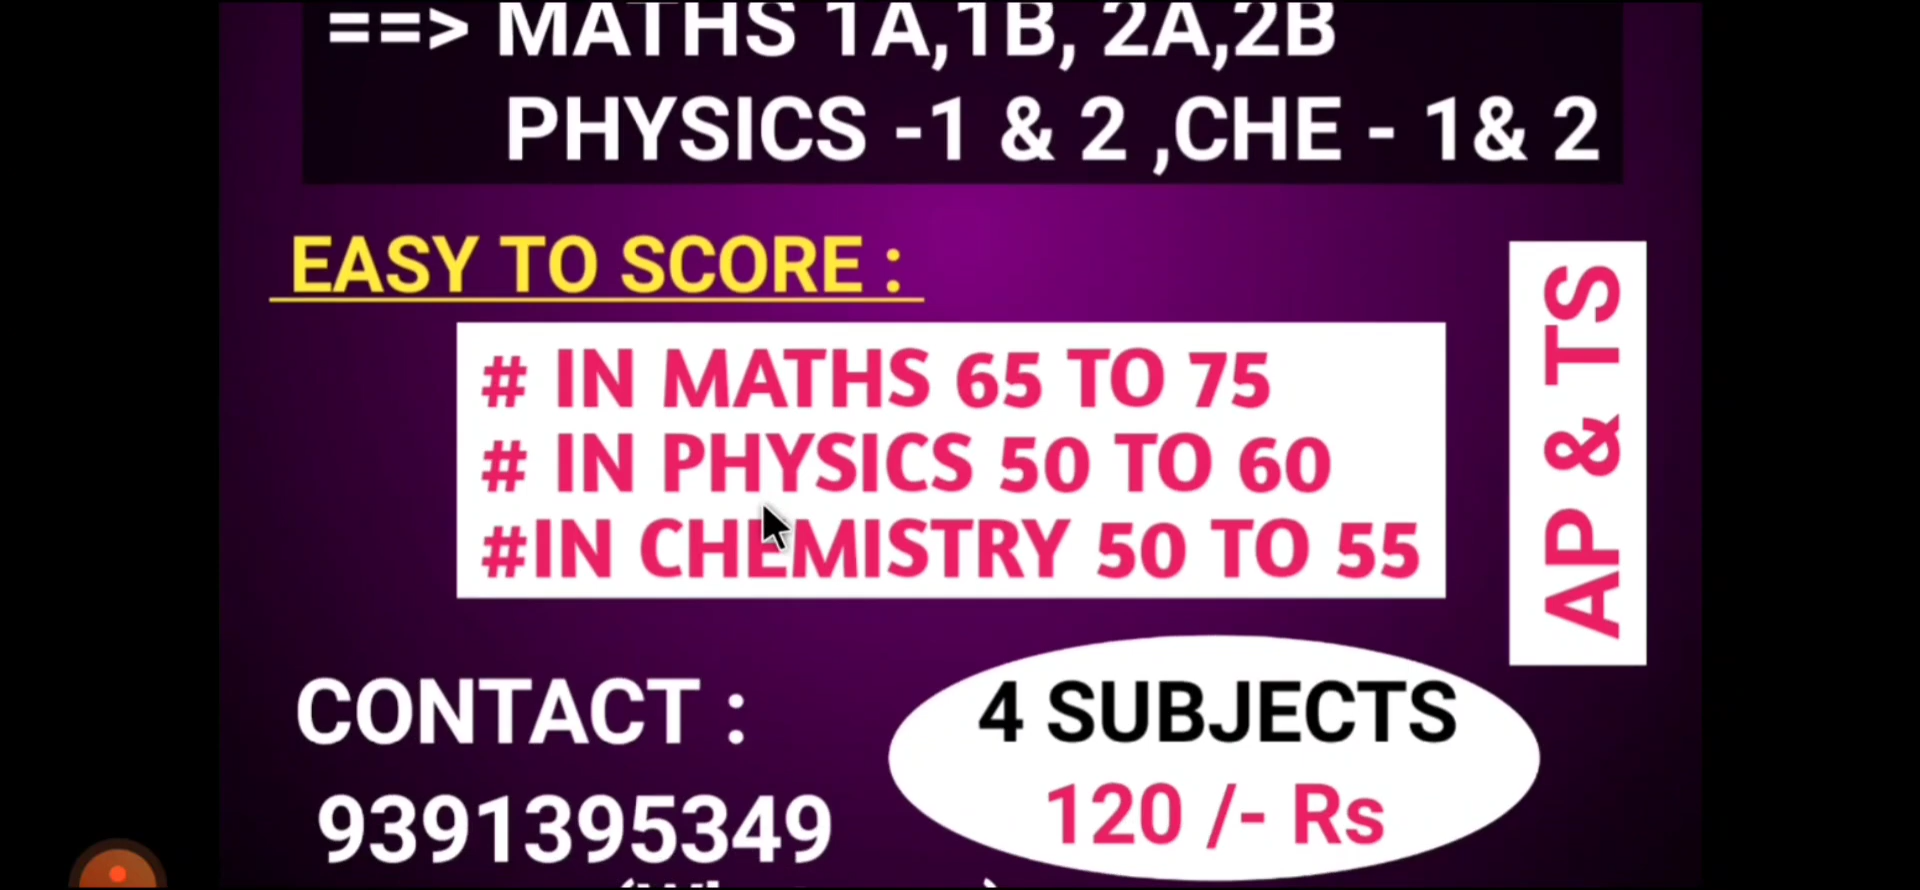 ==> MATHS 1A,1B, 2A,2B
PHYSICS -1 & 2 ,CHE - 1& 2
EASY TO SCORE :
# IN MATHS 65 TO 75
# IN PHYSICS 50 TO 60
#IN CHEMISTRY 50 TO 55
AP & TS
CONTACT :
9391395349
4 SUBJECTS
120 /- Rs